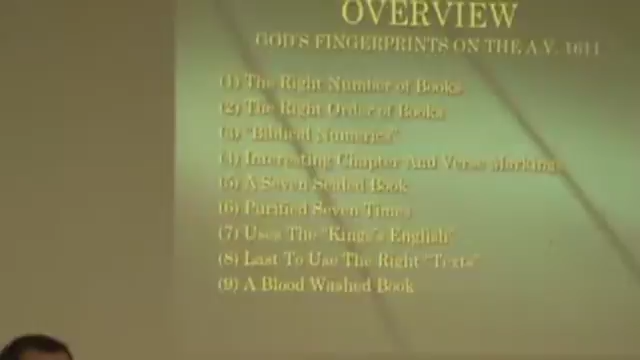 OVERVIEW
GOD'S FINGERPRINTS ON THE A.V. 1611
(1) The Right Number of Books
(2) The Right Order of Books
(3) "Biblical Numerics"
(4) Interesting Chapter And Verse Markings
(5) A Seven Sealed Book
(6) Purified Seven Times
(7) Uses The "King's English"
(8) Last To Use The Right "Texts"
(9) A Blood Washed Book